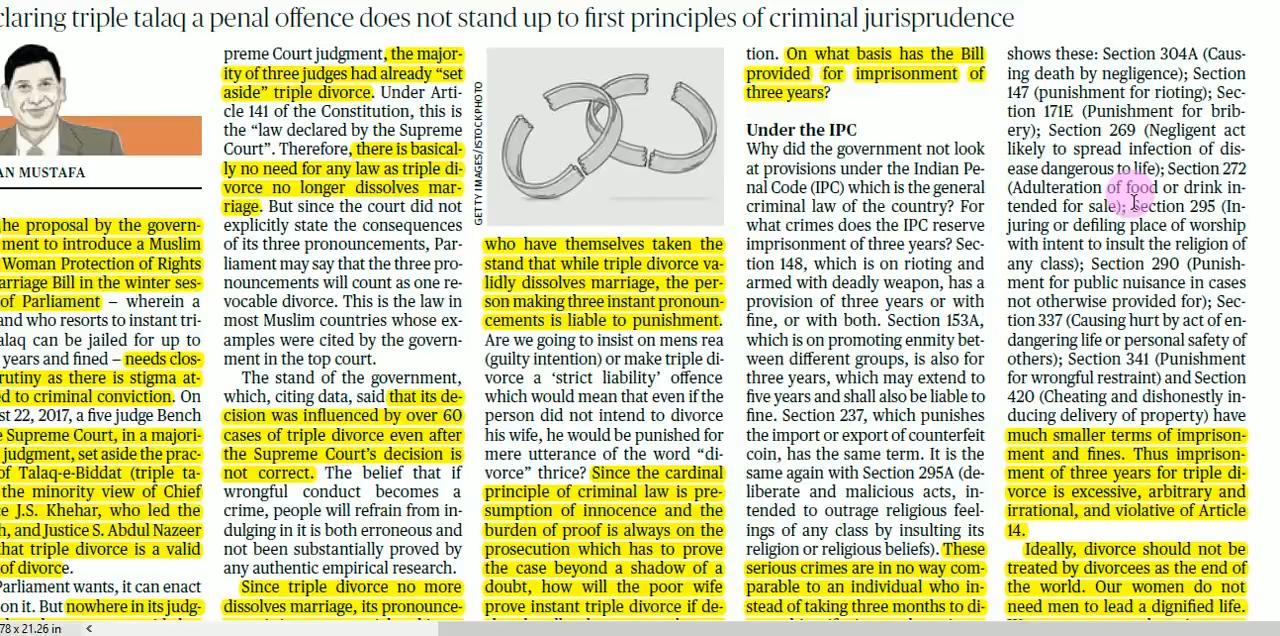 claring triple talaq a penal offence does not stand up to first principles of criminal jurisprudence
AN MUSTAFA
he proposal by the govern-
ment to introduce a Muslim
Woman Protection of Rights
arriage Bill in the winter ses-
of Parliament – wherein a
and who resorts to instant tri-
alaq can be jailed for up to
years and fined – needs clos-
rutiny as there is stigma at-
ed to criminal conviction. On
st 22, 2017, a five judge Bench
e Supreme Court, in a majori-
judgment, set aside the prac-
of Talaq-e-Biddat (triple ta-
the minority view of Chief
ce J.S. Khehar, who led the
h, and Justice S. Abdul Nazeer
that triple divorce is a valid
of divorce.
Parliament wants, it can enact
on it. But nowhere in its judg-
preme Court judgment, the major-
ity of three judges had already “set
aside” triple divorce. Under Arti-
cle 141 of the Constitution, this is
the “law declared by the Supreme
Court”. Therefore, there is basical-
ly no need for any law as triple di-
vorce no longer dissolves mar-
riage. But since the court did not
explicitly state the consequences
of its three pronouncements, Par-
liament may say that the three pro-
nouncements will count as one re-
vocable divorce. This is the law in
most Muslim countries whose ex-
amples were cited by the govern-
ment in the top court.
The stand of the government,
which, citing data, said that its de-
cision was influenced by over 60
cases of triple divorce even after
the Supreme Court’s decision is
not correct. The belief that if
wrongful conduct becomes a
crime, people will refrain from in-
dulging in it is both erroneous and
not been substantially proved by
any authentic empirical research.
Since triple divorce no more
dissolves marriage, its pronounce-
GETTY IMAGES/ISTOCKPHOTO
who have themselves taken the
stand that while triple divorce va-
lidly dissolves marriage, the per-
son making three instant pronoun-
cements is liable to punishment.
Are we going to insist on mens rea
(guilty intention) or make triple di-
vorce a ‘strict liability’ offence
which would mean that even if the
person did not intend to divorce
his wife, he would be punished for
mere utterance of the word “di-
vorce” thrice? Since the cardinal
principle of criminal law is pre-
sumption of innocence and the
burden of proof is always on the
prosecution which has to prove
the case beyond a shadow of a
doubt, how will the poor wife
prove instant triple divorce if de-
tion. On what basis has the Bill
provided for imprisonment of
three years?
Under the IPC
Why did the government not look
at provisions under the Indian Pe-
nal Code (IPC) which is the general
criminal law of the country? For
what crimes does the IPC reserve
imprisonment of three years? Sec-
tion 148, which is on rioting and
armed with deadly weapon, has a
provision of three years or with
fine, or with both. Section 153A,
which is on promoting enmity bet-
ween different groups, is also for
three years, which may extend to
five years and shall also be liable to
fine. Section 237, which punishes
the import or export of counterfeit
coin, has the same term. It is the
same again with Section 295A (de-
liberate and malicious acts, in-
tended to outrage religious feel-
ings of any class by insulting its
religion or religious beliefs). These
serious crimes are in no way com-
parable to an individual who in-
stead of taking three months to di-
shows these: Section 304A (Caus-
ing death by negligence); Section
147 (punishment for rioting); Sec-
tion 171E (Punishment for brib-
ery); Section 269 (Negligent act
likely to spread infection of dis-
ease dangerous to life); Section 272
(Adulteration of food or drink in-
tended for sale); Section 295 (In-
juring or defiling place of worship
with intent to insult the religion of
any class); Section 290 (Punish-
ment for public nuisance in cases
not otherwise provided for); Sec-
tion 337 (Causing hurt by act of en-
dangering life or personal safety of
others); Section 341 (Punishment
for wrongful restraint) and Section
420 (Cheating and dishonestly in-
ducing delivery of property) have
much smaller terms of imprison-
ment and fines. Thus imprison-
ment of three years for triple di-
vorce is excessive, arbitrary and
irrational, and violative of Article
14.
Ideally, divorce should not be
treated by divorcees as the end of
the world. Our women do not
need men to lead a dignified life.
78 x 21.26 in